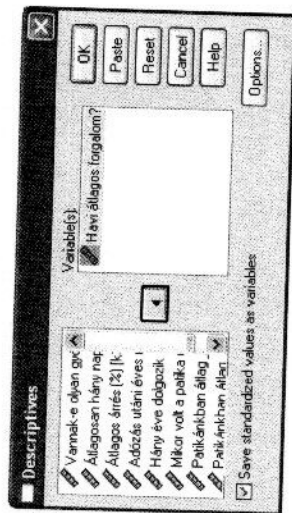 Descriptives
Vannak-e olyan gyó
Átlagosan hány nap
Átlagos árrés [%] [k:
Adózás utáni éves
Hány éve dolgozik
Mikor volt a patika
Patikánkban átlag
Patikánkban átlag
Variable(s):
Havi átlagos forgalom?
OK
Paste
Reset
Cancel
Help
Save standardized values as variables
Options...